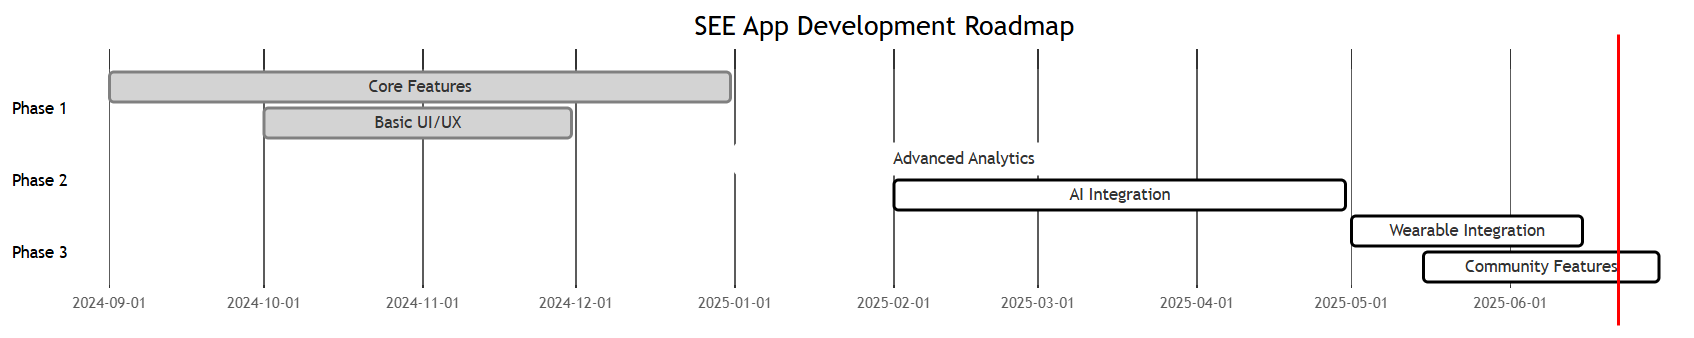 SEE App Development Roadmap
Phase 1
Core Features
Basic UI/UX
Phase 2
Advanced Analytics
AI Integration
Phase 3
Wearable Integration
Community Features
2024-09-01 2024-10-01 2024-11-01 2024-12-01 2025-01-01 2025-02-01 2025-03-01 2025-04-01 2025-05-01 2025-06-01